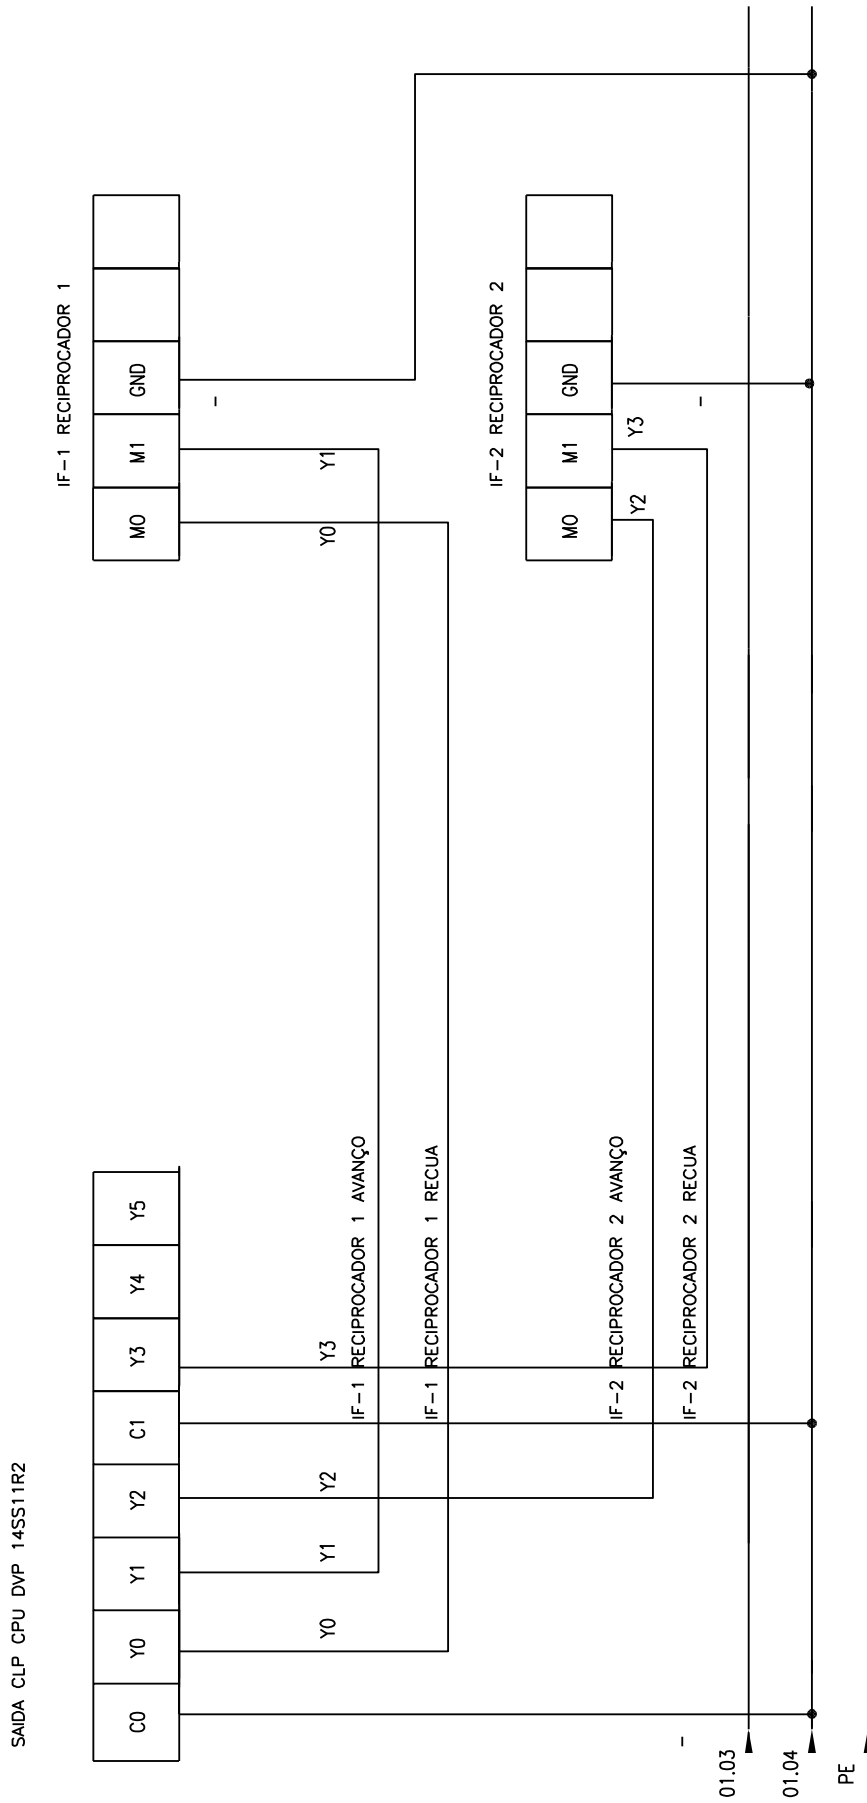 SAIDA CLP CPU DVP 14SS11R2
C0
Y0
Y1
Y2
C1
Y3
Y4
Y5
IF-1 RECIPROCADOR 1
M0
M1
GND
Y0
Y1
Y2
Y3
Y0
Y1
-
IF-1 RECIPROCADOR 1 AVANÇO
IF-1 RECIPROCADOR 1 RECUA
IF-2 RECIPROCADOR 2
M0
M1
GND
Y2
Y3
-
IF-2 RECIPROCADOR 2 AVANÇO
IF-2 RECIPROCADOR 2 RECUA
-
01.03
01.04
PE